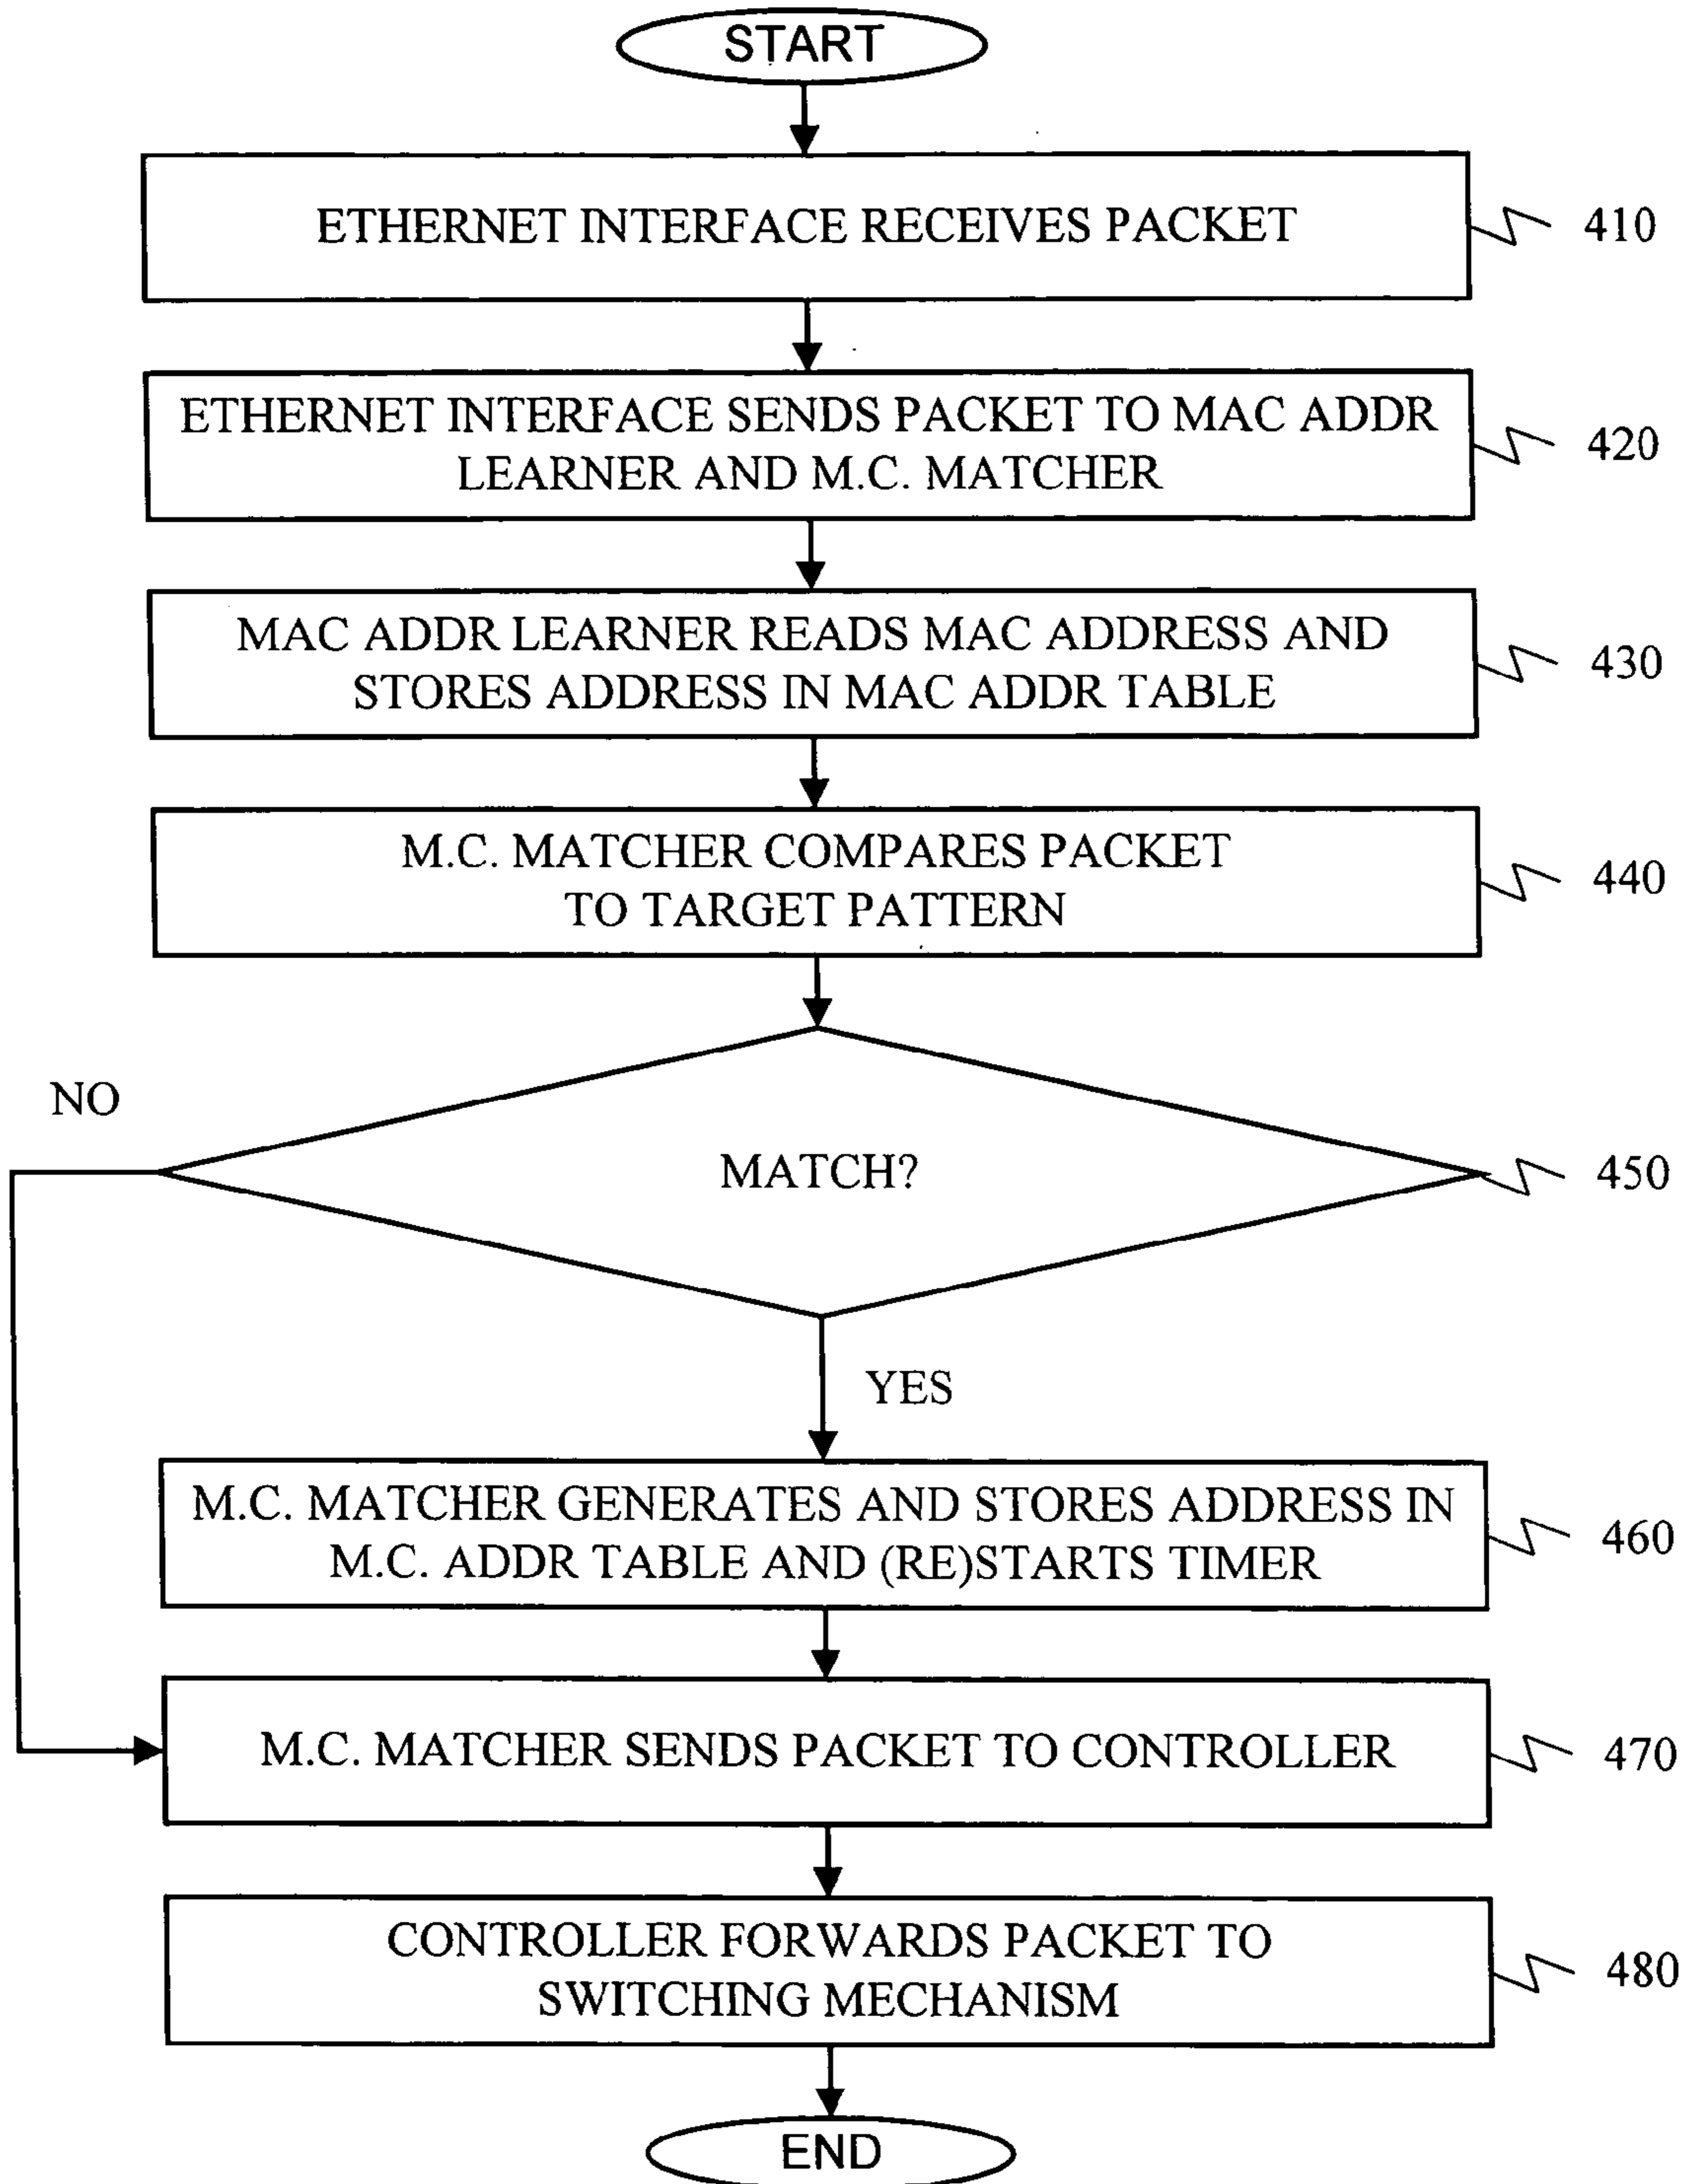 START
ETHERNET INTERFACE RECEIVES PACKET
410
ETHERNET INTERFACE SENDS PACKET TO MAC ADDR
LEARNER AND M.C. MATCHER
420
MAC ADDR LEARNER READS MAC ADDRESS AND
STORES ADDRESS IN MAC ADDR TABLE
430
M.C. MATCHER COMPARES PACKET
TO TARGET PATTERN
440
NO
MATCH?
450
YES
M.C. MATCHER GENERATES AND STORES ADDRESS IN
M.C. ADDR TABLE AND (RE)STARTS TIMER
460
M.C. MATCHER SENDS PACKET TO CONTROLLER
470
CONTROLLER FORWARDS PACKET TO
SWITCHING MECHANISM
480
END